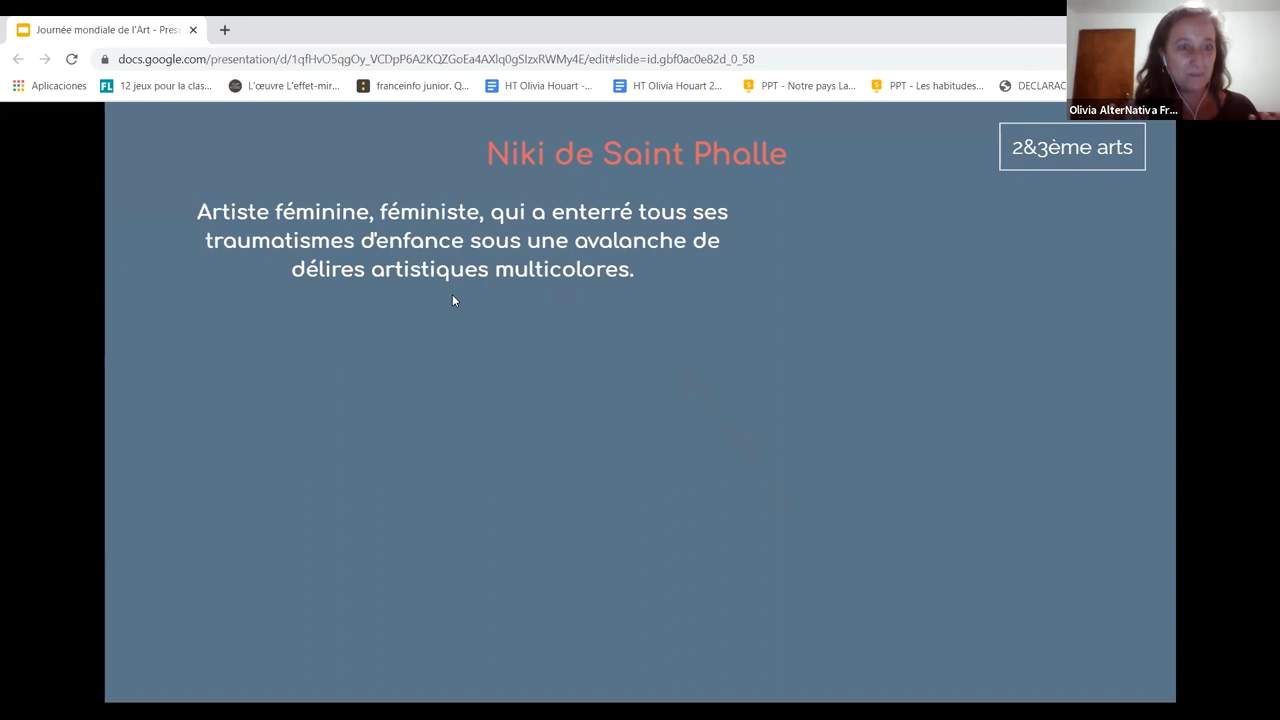 Journée mondiale de l'Art - Pres
docs.google.com/presentation/d/1qfHvO5qgOy_VCDpP6A2KQZGoEa4AXlq0gSIzxRWMy4E/edit#slide=id.gbf0ac0e82d_0_58
Aplicaciones
FL 12 jeux pour la clas...
L'œuvre L'effet-mir...
franceinfo junior. Q...
HT Olivia Houart -...
HT Olivia Houart 2...
PPT - Notre pays La...
PPT - Les habitudes...
DECLARAC
Olivia AlterNativa Fr...
2&3ème arts
Niki de Saint Phalle
Artiste féminine, féministe, qui a enterré tous ses
traumatismes d'enfance sous une avalanche de
délires artistiques multicolores.